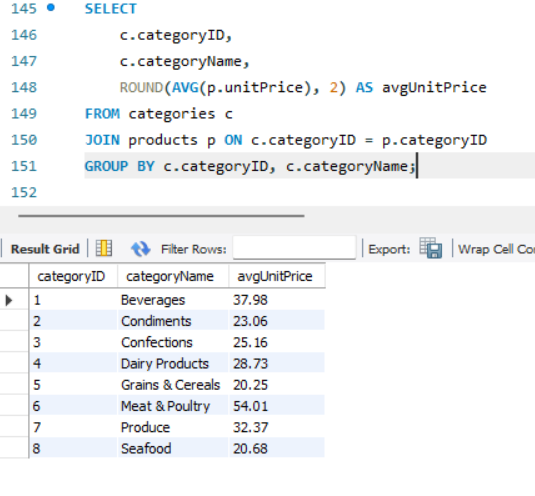 145 SELECT
146 c.categoryID,
147 c.categoryName,
148 ROUND(AVG(p.unitPrice), 2) AS avgUnitPrice
149 FROM categories c
150 JOIN products p ON c.categoryID = p.categoryID
151 GROUP BY c.categoryID, c.categoryName;
152
Result Grid Filter Rows: Export: Wrap Cell Co
categoryID categoryName avgUnitPrice
1 Beverages 37.98
2 Condiments 23.06
3 Confections 25.16
4 Dairy Products 28.73
5 Grains & Cereals 20.25
6 Meat & Poultry 54.01
7 Produce 32.37
8 Seafood 20.68